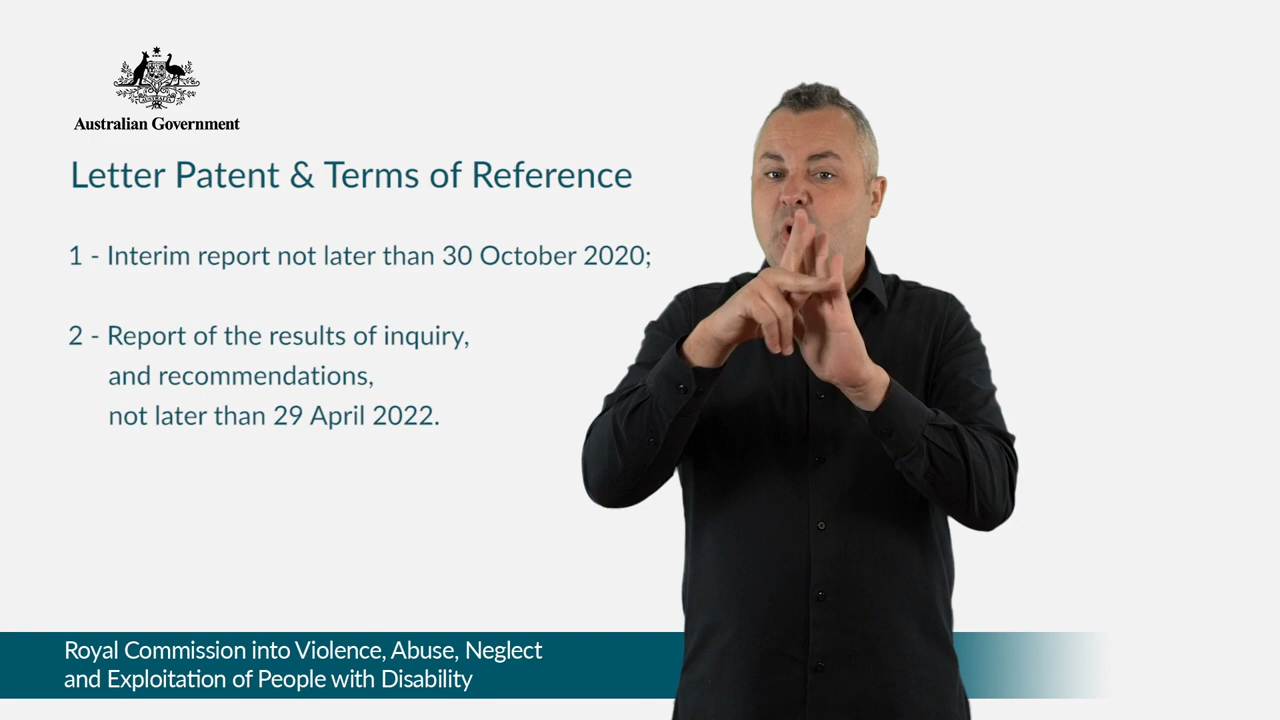 AUSTRALIA
Australian Government
Letter Patent & Terms of Reference
1 - Interim report not later than 30 October 2020;
2 - Report of the results of inquiry,
and recommendations,
not later than 29 April 2022.
Royal Commission into Violence, Abuse, Neglect
and Exploitation of People with Disability